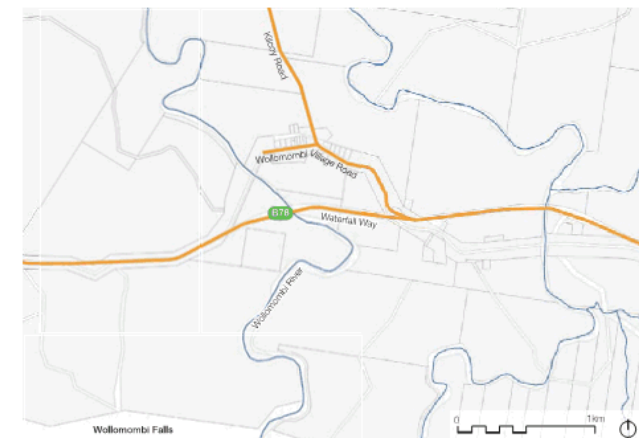 Kilcoy Road
Wollomombi Village Road
B78
Waterfall Way
Wollomombi River
Wollomombi Falls
0 1km